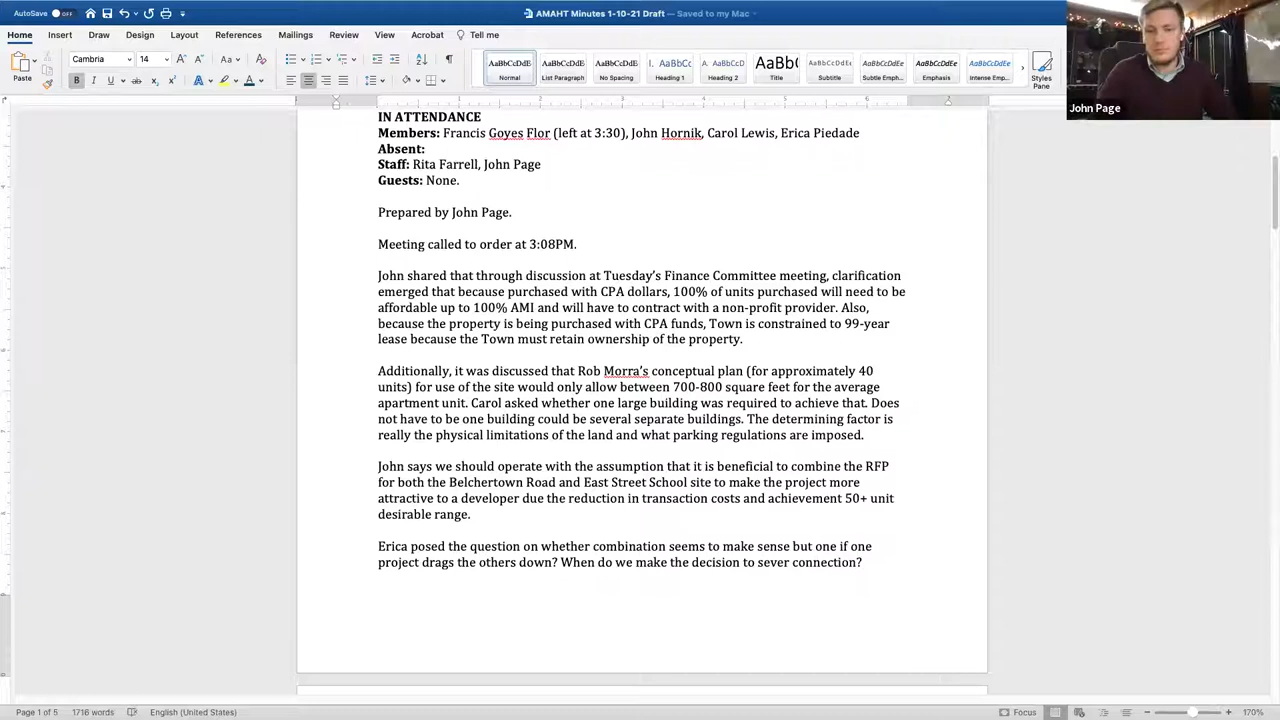 AutoSave OFF
AMAHT Minutes 1-10-21 Draft — Saved to my Mac
Home Insert Draw Design Layout References Mailings Review View Acrobat Tell me
Paste
Cambria 14
B I U ab x₂ x²
AaBbCcDdE Normal
AaBbCcDdE List Paragraph
AaBbCcDdE No Spacing
Heading 1
Heading 2
Title
Subtitle
Subtle Emph...
Emphasis
Intense Emp...
Styles Pane
John Page
IN ATTENDANCE
Members: Francis Goyes Flor (left at 3:30), John Hornik, Carol Lewis, Erica Piedade
Absent:
Staff: Rita Farrell, John Page
Guests: None.
Prepared by John Page.
Meeting called to order at 3:08PM.
John shared that through discussion at Tuesday's Finance Committee meeting, clarification
emerged that because purchased with CPA dollars, 100% of units purchased will need to be
affordable up to 100% AMI and will have to contract with a non-profit provider. Also,
because the property is being purchased with CPA funds, Town is constrained to 99-year
lease because the Town must retain ownership of the property.
Additionally, it was discussed that Rob Morra's conceptual plan (for approximately 40
units) for use of the site would only allow between 700-800 square feet for the average
apartment unit. Carol asked whether one large building was required to achieve that. Does
not have to be one building could be several separate buildings. The determining factor is
really the physical limitations of the land and what parking regulations are imposed.
John says we should operate with the assumption that it is beneficial to combine the RFP
for both the Belchertown Road and East Street School site to make the project more
attractive to a developer due the reduction in transaction costs and achievement 50+ unit
desirable range.
Erica posed the question on whether combination seems to make sense but one if one
project drags the others down? When do we make the decision to sever connection?
Page 1 of 5 1716 words English (United States) Focus 170%